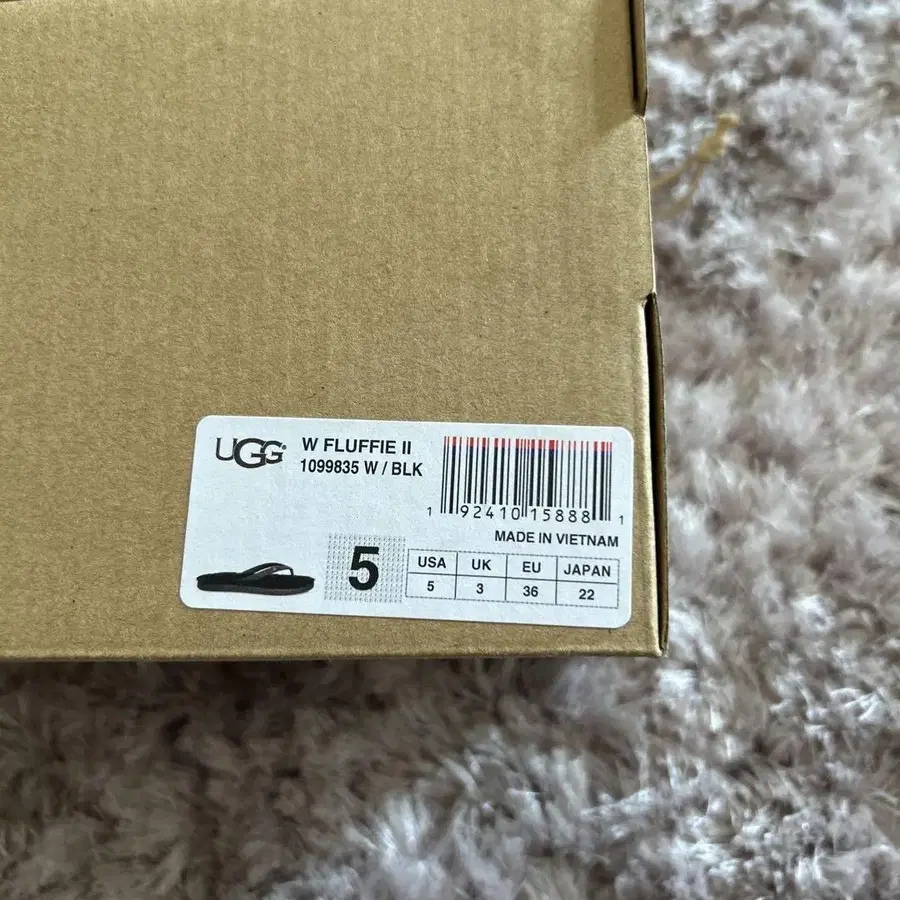 UGG®
W FLUFFIE II
1099835 W / BLK
1 92410 15888 1
MADE IN VIETNAM
5
USA UK EU JAPAN
5 3 36 22